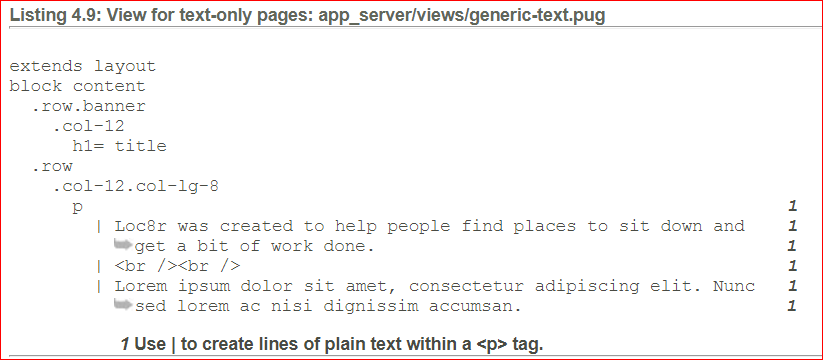 Listing 4.9: View for text-only pages: app_server/views/generic-text.pug
extends layout
block content
.row.banner
.col-12
h1= title
.row
.col-12.col-lg-8
p 1
| Loc8r was created to help people find places to sit down and 1
➥get a bit of work done. 1
| <br /><br /> 1
| Lorem ipsum dolor sit amet, consectetur adipiscing elit. Nunc 1
➥sed lorem ac nisi dignissim accumsan. 1
1 Use | to create lines of plain text within a <p> tag.